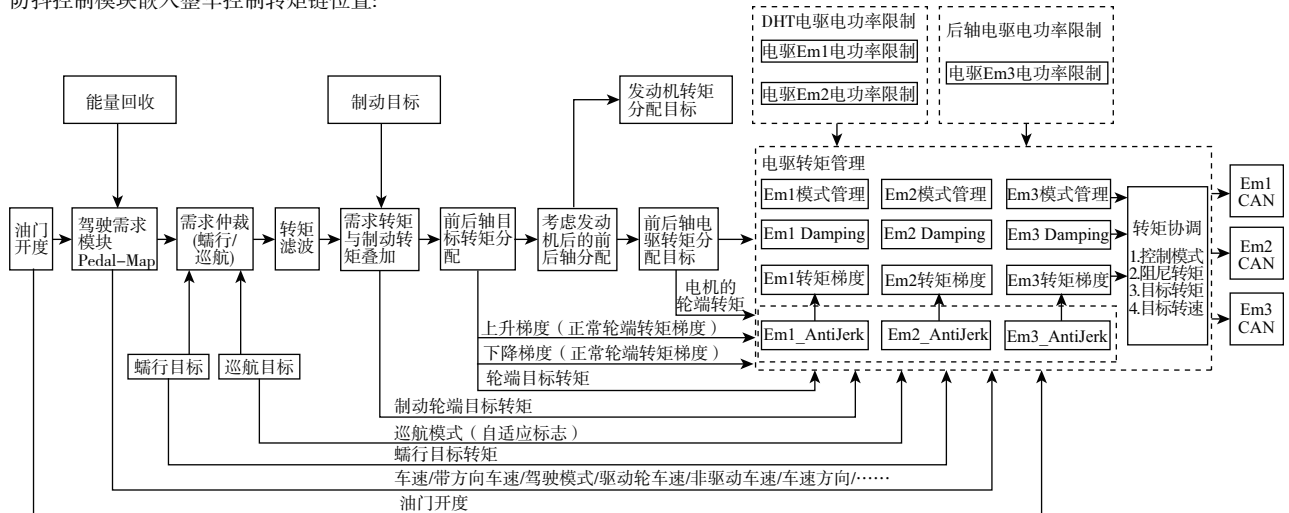 防抖控制模块嵌入整车控制转矩链位置:
DHT电驱电功率限制
电驱Em1电功率限制
电驱Em2电功率限制
后轴电驱电功率限制
电驱Em3电功率限制
能量回收
制动目标
发动机转矩
分配目标
油门
开度
驾驶需求
模块
Pedal-Map
需求仲裁
(蠕行/
巡航)
转矩
滤波
需求转矩
与制动转
矩叠加
前后轴目
标转矩分
配
考虑发动
机后的前
后轴分配
前后轴电
驱转矩分
配目标
电驱转矩管理
Em1模式管理
Em2模式管理
Em3模式管理
Em1 Damping
Em2 Damping
Em3 Damping
Em1转矩梯度
Em2转矩梯度
Em3转矩梯度
Em1_AntiJerk
Em2_AntiJerk
Em3_AntiJerk
转矩协调
1.控制模式
2.阻尼转矩
3.目标转矩
4.目标转速
Em1
CAN
Em2
CAN
Em3
CAN
电机的
轮端转矩
上升梯度（正常轮端转矩梯度）
下降梯度（正常轮端转矩梯度）
轮端目标转矩
蠕行目标
巡航目标
制动轮端目标转矩
巡航模式（自适应标志）
蠕行目标转矩
车速/带方向车速/驾驶模式/驱动轮车速/非驱动车速/车速方向/……
油门开度